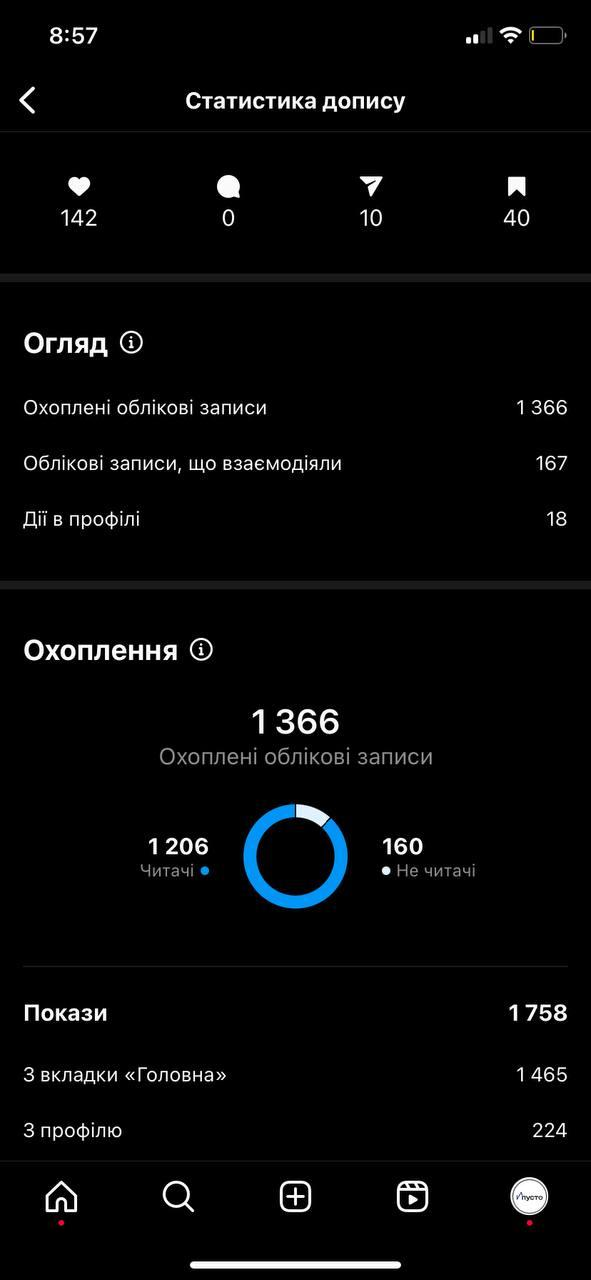 8:57
Статистика допису
142
0
10
40
Огляд
Охоплені облікові записи 1 366
Облікові записи, що взаємодіяли 167
Дії в профілі 18
Охоплення
1 366
Охоплені облікові записи
1 206
Читачі
160
Не читачі
Покази 1 758
З вкладки «Головна» 1 465
З профілю 224
пусто